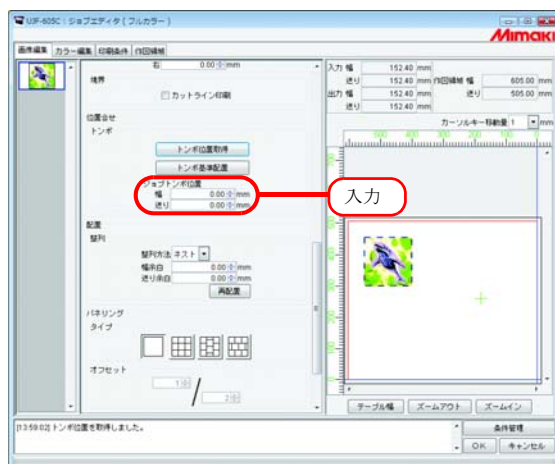 UJF-605C : ジョブエディタ ( フルカラー )
Mimaki
画像編集 カラー編集 印刷条件 作図領域
右 0.00 mm
境界
カットライン印刷
位置合せ
トンボ
トンボ位置取得
トンボ基準配置
ジョブトンボ位置
幅 0.00 mm
送り 0.00 mm
入力
配置
整列
整列方法 ネスト
幅余白 0.00 mm
送り余白 0.00 mm
再配置
パネリング
タイプ
オフセット
1 / 2
入力 幅 152.40 mm
送り 152.40 mm 作図領域 幅 605.00 mm
出力 幅 152.40 mm 送り 505.00 mm
送り 152.40 mm
カーソルキー移動量 1 mm
500 400 300 200 100 0
テーブル幅 ズームアウト ズームイン
[13:59:02] トンボ位置を取得しました。
条件管理
OK キャンセル